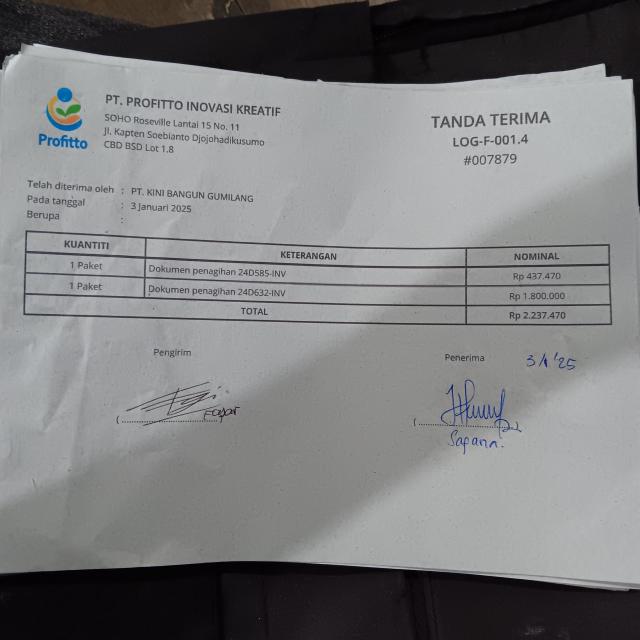 PT. PROFITTO INOVASI KREATIF
SOHO Roseville Lantai 15 No. 11
Jl. Kapten Soebianto Djojohadikusumo
CBD BSD Lot 1.8
Profitto
TANDA TERIMA
LOG-F-001.4
#007879
Telah diterima oleh : PT. KINI BANGUN GUMILANG
Pada tanggal : 3 Januari 2025
Berupa :
KUANTITI KETERANGAN NOMINAL
1 Paket Dokumen penagihan 24D585-INV Rp 437.470
1 Paket Dokumen penagihan 24D632-INV Rp 1.800.000
TOTAL Rp 2.237.470
Pengirim Penerima 3/1 '25
Fajar
Sapana.